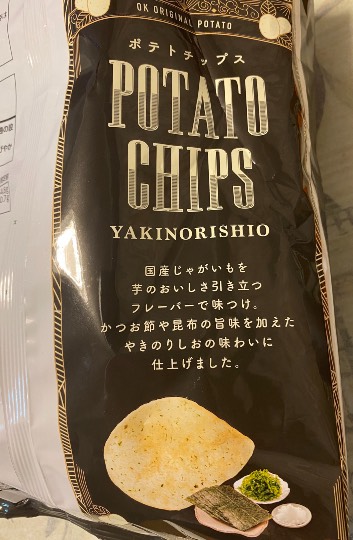 OK ORIGINAL POTATO
ポテトチップス
POTATO
CHIPS
YAKINORISHIO
国産じゃがいもを
芋のおいしさ引き立つ
フレーバーで味つけ。
かつお節や昆布の旨味を加えた
やきのりしおの味わいに
仕上げました。